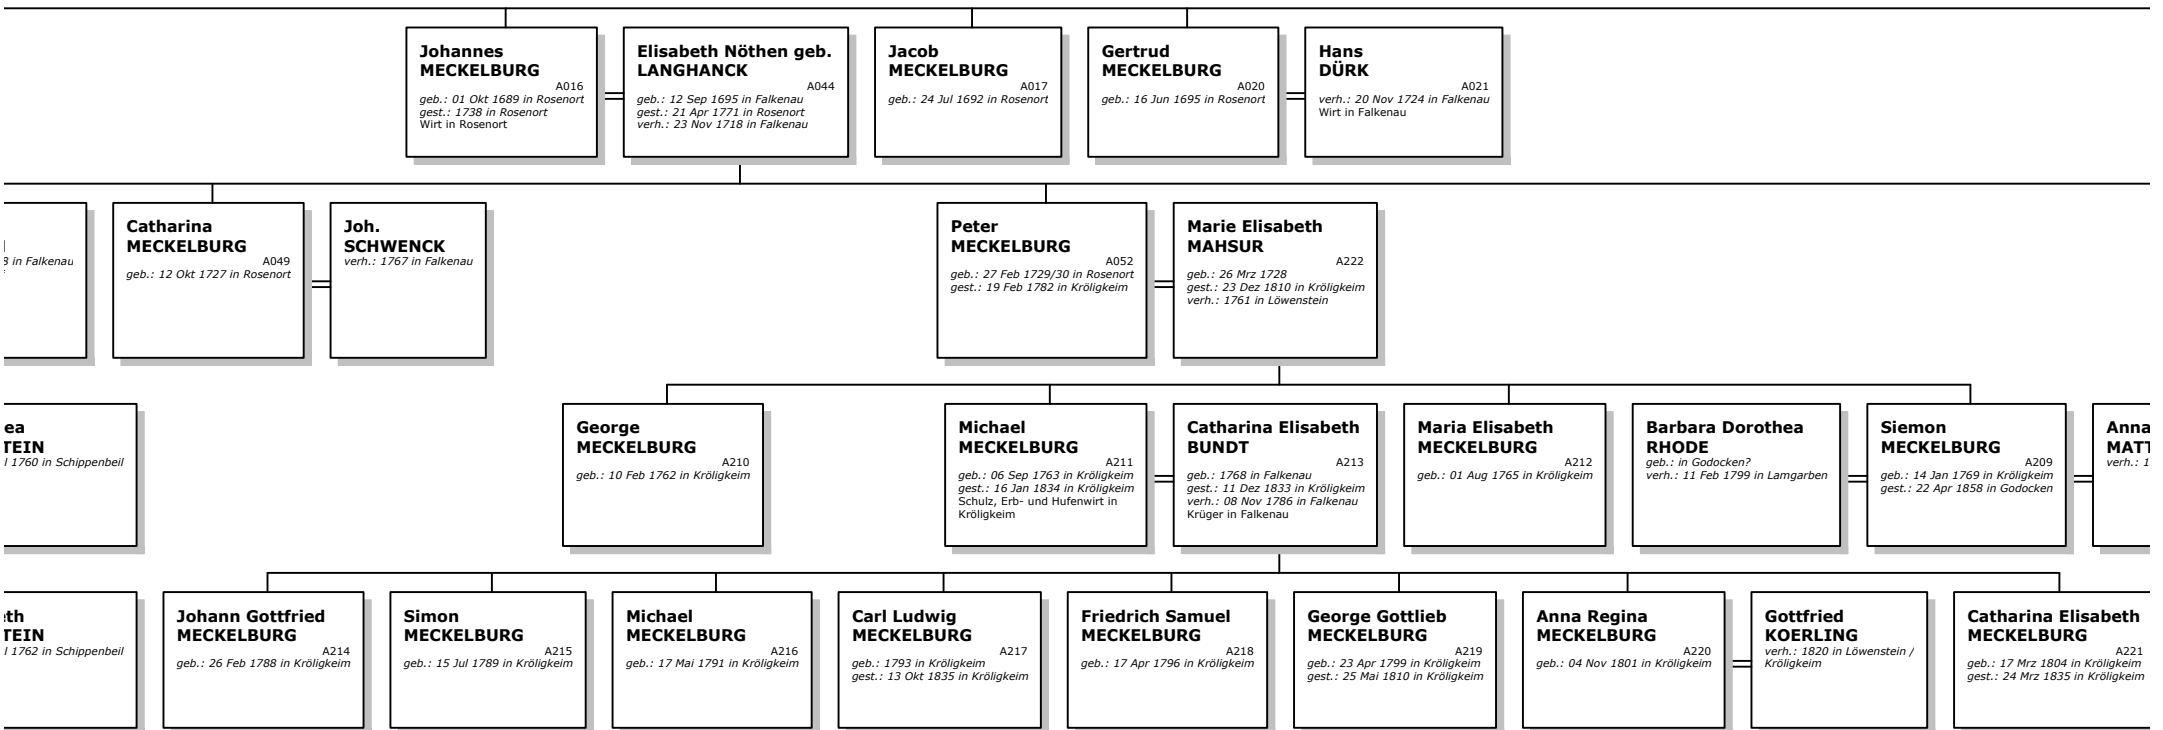 Johannes
MECKELBURG
A016
geb.: 01 Okt 1689 in Rosenort
gest.: 1738 in Rosenort
Wirt in Rosenort
Elisabeth Nöthen geb.
LANGHANCK
A044
geb.: 12 Sep 1695 in Falkenau
gest.: 21 Apr 1771 in Rosenort
verh.: 23 Nov 1718 in Falkenau
Jacob
MECKELBURG
A017
geb.: 24 Jul 1692 in Rosenort
Gertrud
MECKELBURG
A020
geb.: 16 Jun 1695 in Rosenort
Hans
DÜRK
A021
verh.: 20 Nov 1724 in Falkenau
Wirt in Falkenau
8 in Falkenau
Catharina
MECKELBURG
A049
geb.: 12 Okt 1727 in Rosenort
Joh.
SCHWENCK
verh.: 1767 in Falkenau
Peter
MECKELBURG
A052
geb.: 27 Feb 1729/30 in Rosenort
gest.: 19 Feb 1782 in Kröligkeim
Marie Elisabeth
MAHSUR
A222
geb.: 26 Mrz 1728
gest.: 23 Dez 1810 in Kröligkeim
verh.: 1761 in Löwenstein
ea
TEIN
l 1760 in Schippenbeil
George
MECKELBURG
A210
geb.: 10 Feb 1762 in Kröligkeim
Michael
MECKELBURG
A211
geb.: 06 Sep 1763 in Kröligkeim
gest.: 16 Jan 1834 in Kröligkeim
Schulz, Erb- und Hufenwirt in
Kröligkeim
Catharina Elisabeth
BUNDT
A213
geb.: 1768 in Falkenau
gest.: 11 Dez 1833 in Kröligkeim
verh.: 08 Nov 1786 in Falkenau
Krüger in Falkenau
Maria Elisabeth
MECKELBURG
A212
geb.: 01 Aug 1765 in Kröligkeim
Barbara Dorothea
RHODE
geb.: in Godocken?
verh.: 11 Feb 1799 in Lamgarben
Siemon
MECKELBURG
A209
geb.: 14 Jan 1769 in Kröligkeim
gest.: 22 Apr 1858 in Godocken
Anna
MATT
verh.: 1
eth
TEIN
l 1762 in Schippenbeil
Johann Gottfried
MECKELBURG
A214
geb.: 26 Feb 1788 in Kröligkeim
Simon
MECKELBURG
A215
geb.: 15 Jul 1789 in Kröligkeim
Michael
MECKELBURG
A216
geb.: 17 Mai 1791 in Kröligkeim
Carl Ludwig
MECKELBURG
A217
geb.: 1793 in Kröligkeim
gest.: 13 Okt 1835 in Kröligkeim
Friedrich Samuel
MECKELBURG
A218
geb.: 17 Apr 1796 in Kröligkeim
George Gottlieb
MECKELBURG
A219
geb.: 23 Apr 1799 in Kröligkeim
gest.: 25 Mai 1810 in Kröligkeim
Anna Regina
MECKELBURG
A220
geb.: 04 Nov 1801 in Kröligkeim
Gottfried
KOERLING
verh.: 1820 in Löwenstein /
Kröligkeim
Catharina Elisabeth
MECKELBURG
A221
geb.: 17 Mrz 1804 in Kröligkeim
gest.: 24 Mrz 1835 in Kröligkeim